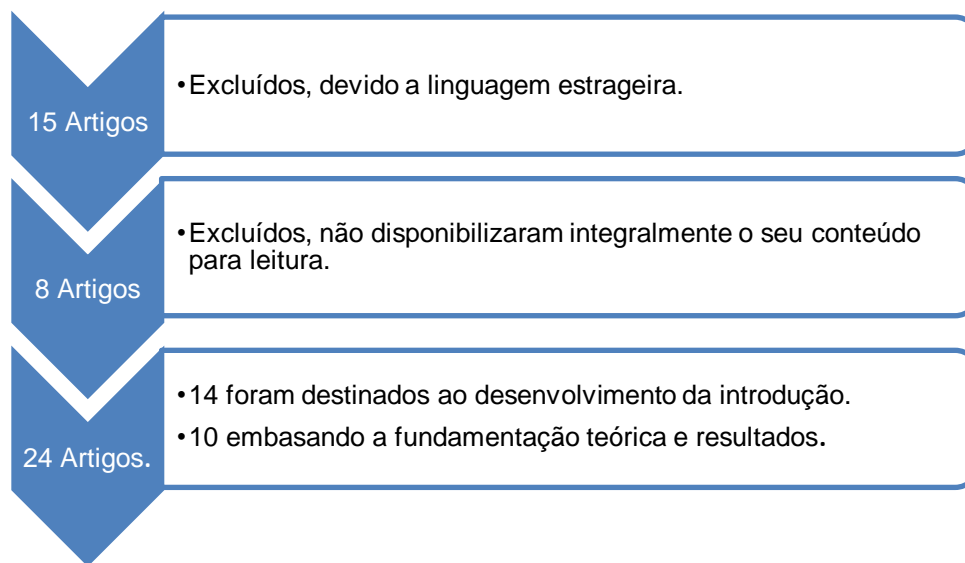 •Excluídos, devido a linguagem estrageira.
15 Artigos
•Excluídos, não disponibilizaram integralmente o seu conteúdo
para leitura.
8 Artigos
•14 foram destinados ao desenvolvimento da introdução.
•10 embasando a fundamentação teórica e resultados.
24 Artigos.